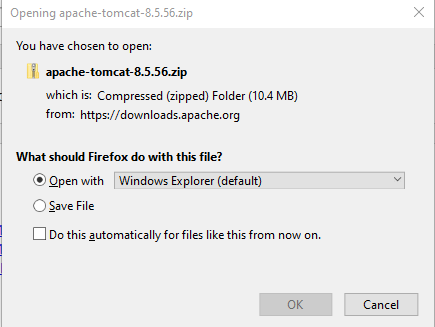 Opening apache-tomcat-8.5.56.zip
You have chosen to open:
apache-tomcat-8.5.56.zip
which is: Compressed (zipped) Folder (10.4 MB)
from: https://downloads.apache.org
What should Firefox do with this file?
Open with Windows Explorer (default)
Save File
Do this automatically for files like this from now on.
OK Cancel